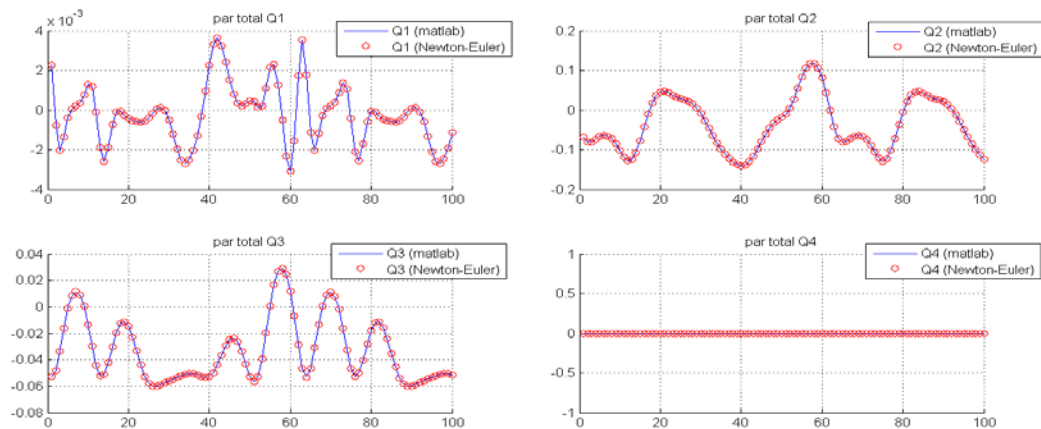 par total Q1
x 10^-3
Q1 (matlab)
Q1 (Newton-Euler)
4
2
0
-2
-4
0 20 40 60 80 100
par total Q2
Q2 (matlab)
Q2 (Newton-Euler)
0.2
0.1
0
-0.1
-0.2
0 20 40 60 80 100
par total Q3
Q3 (matlab)
Q3 (Newton-Euler)
0.04
0.02
0
-0.02
-0.04
-0.06
-0.08
0 20 40 60 80 100
par total Q4
Q4 (matlab)
Q4 (Newton-Euler)
1
0.5
0
-0.5
-1
0 20 40 60 80 100